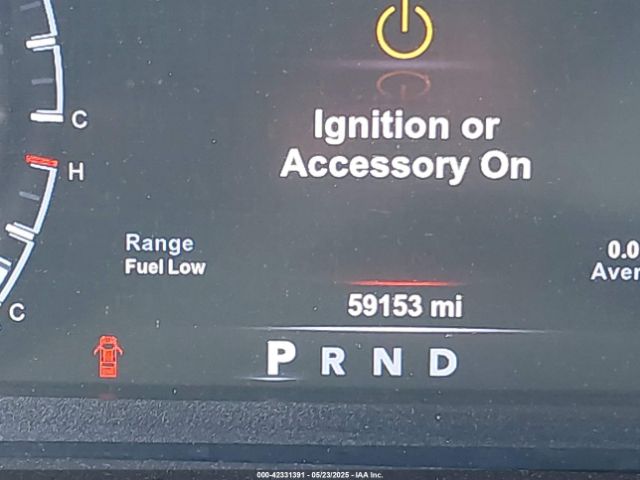 Ignition or
Accessory On
C
H
Range
Fuel Low
0.0
Aver
59153 mi
C
P R N D
000-42331391 - 05/23/2025 - IAA Inc.